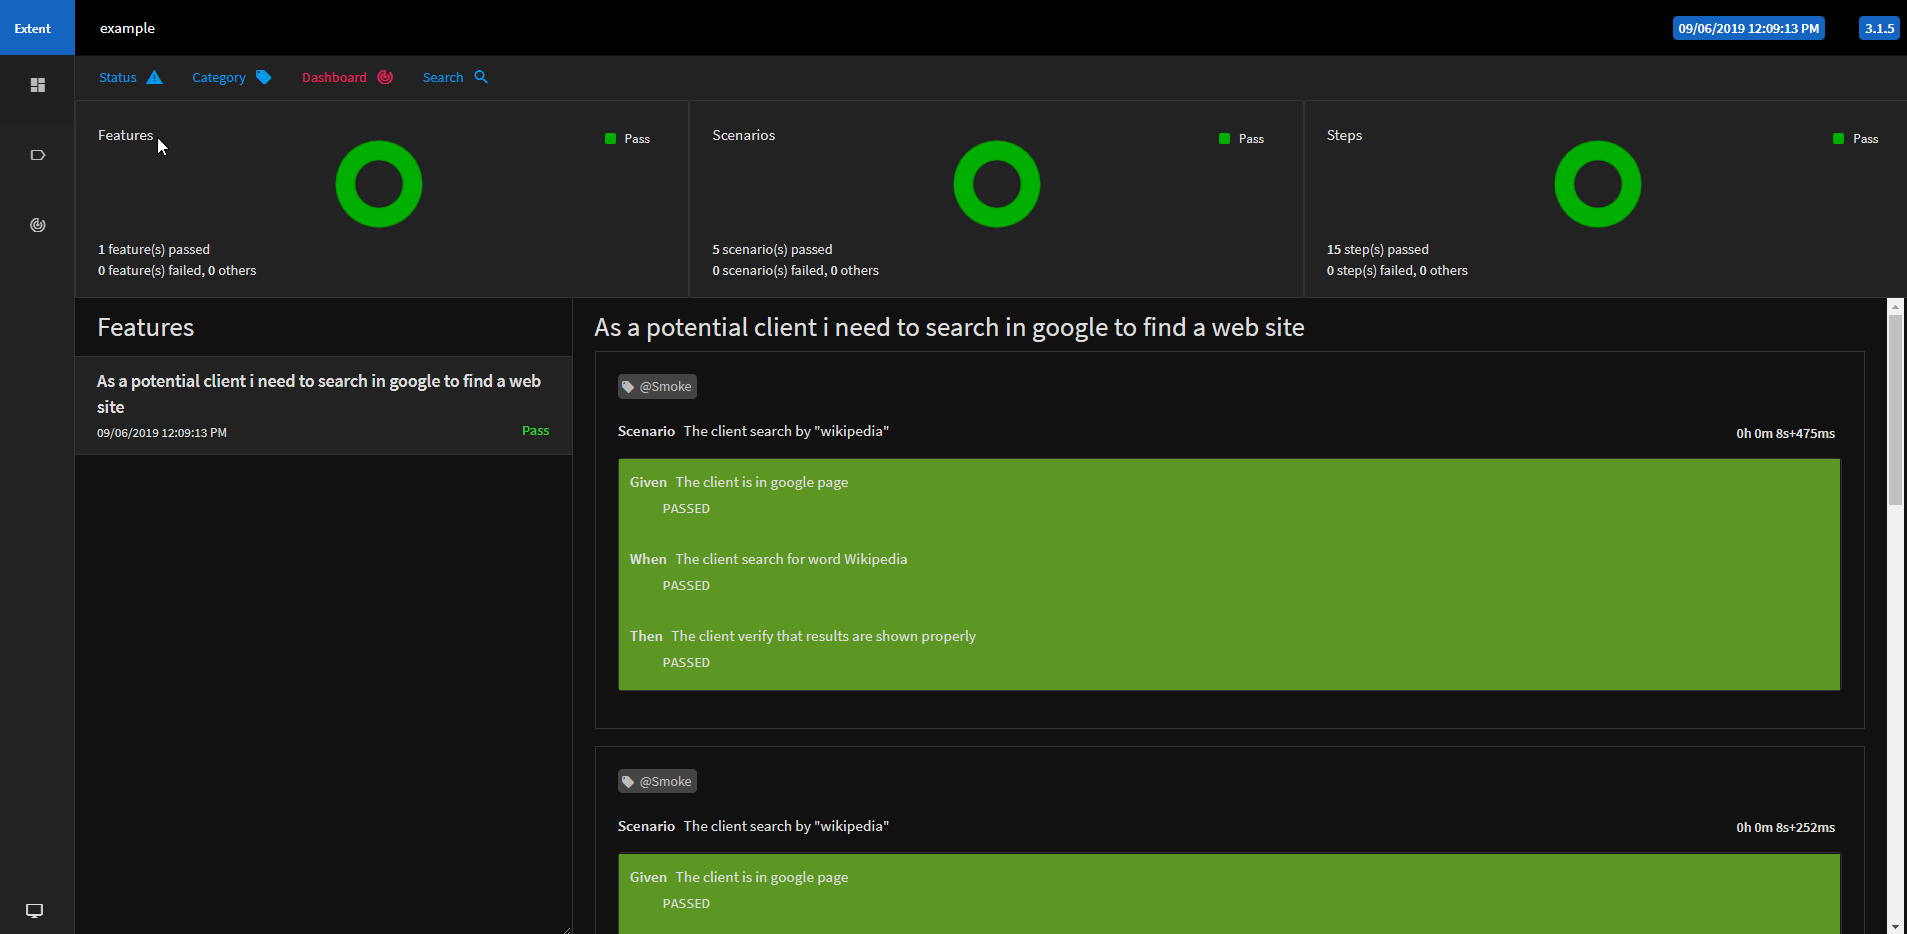 Extent
example
09/06/2019 12:09:13 PM
3.1.5
Status
Category
Dashboard
Search
Features
Pass
1 feature(s) passed
0 feature(s) failed, 0 others
Scenarios
Pass
5 scenario(s) passed
0 scenario(s) failed, 0 others
Steps
Pass
15 step(s) passed
0 step(s) failed, 0 others
Features
As a potential client i need to search in google to find a web
site
09/06/2019 12:09:13 PM
Pass
As a potential client i need to search in google to find a web site
@Smoke
Scenario The client search by "wikipedia"
0h 0m 8s+475ms
Given The client is in google page
PASSED
When The client search for word Wikipedia
PASSED
Then The client verify that results are shown properly
PASSED
@Smoke
Scenario The client search by "wikipedia"
0h 0m 8s+252ms
Given The client is in google page
PASSED